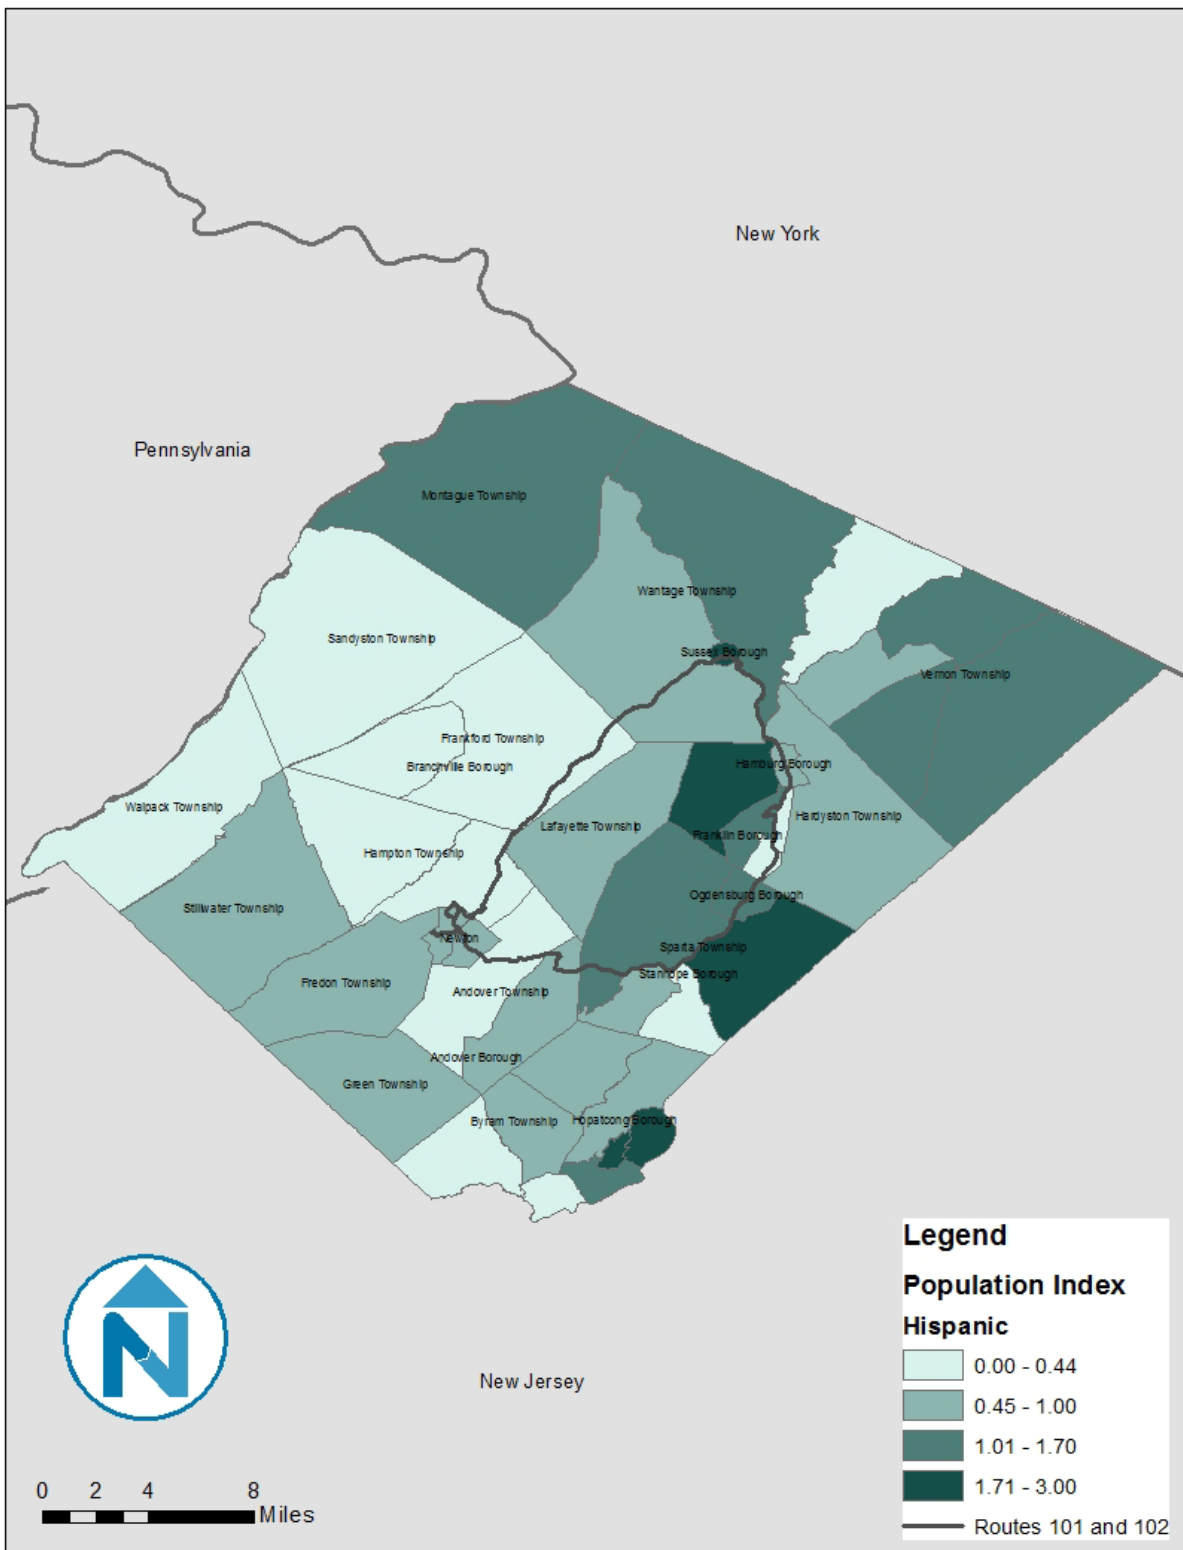 New York
Pennsylvania
Montague Township
Wantage Township
Sandyston Township
Sussex Borough
Vernon Township
Frankford Township
Branchville Borough
Hamburg Borough
Walpack Township
Hardyston Township
Lafayette Township
Franklin Borough
Hampton Township
Ogdensburg Borough
Stillwater Township
Newton
Sparta Township
Stanhope Borough
Fredon Township
Andover Township
Andover Borough
Green Township
Byram Township
Hopatcong Borough
Legend
Population Index
Hispanic
0.00 - 0.44
0.45 - 1.00
1.01 - 1.70
1.71 - 3.00
Routes 101 and 102
N
New Jersey
0 2 4 8
Miles